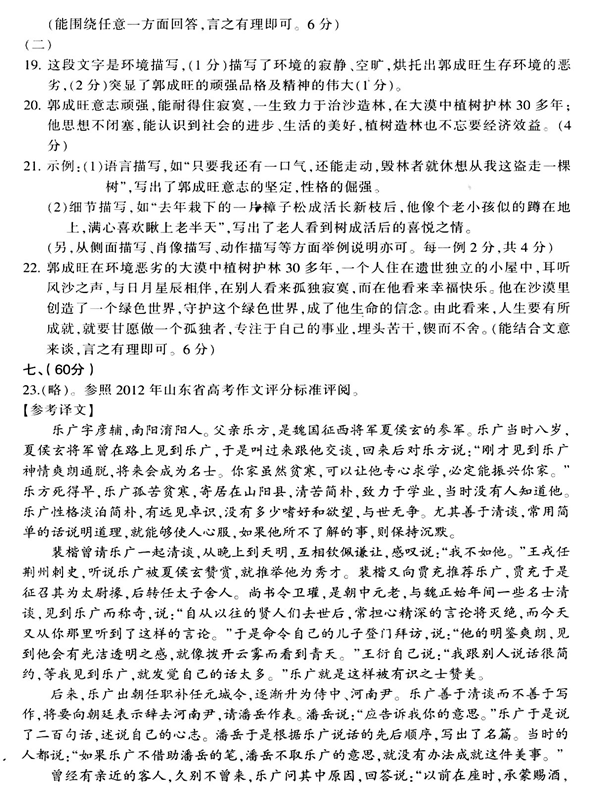 (能围绕任意一方面回答,言之有理即可。6 分)
(二)
19. 这段文字是环境描写,(1 分)描写了环境的寂静、空旷,烘托出郭成旺生存环境的恶
劣,(2 分)突显了郭成旺的顽强品格及精神的伟大(1 分)。
20. 郭成旺意志顽强,能耐得住寂寞,一生致力于治沙造林,在大漠中植树护林 30 多年;
他思想不闭塞,能认识到社会的进步、生活的美好,植树造林也不忘要经济效益。(4
分)
21. 示例:(1)语言描写,如“只要我还有一口气,还能走动,毁林者就休想从我这盗走一棵
树”,写出了郭成旺意志的坚定,性格的倔强。
(2)细节描写,如“去年栽下的一片樟子松成活长新枝后,他像个老小孩似的蹲在地
上,满心喜欢瞅上老半天”,写出了老人看到树成活后的喜悦之情。
(另,从侧面描写、肖像描写、动作描写等方面举例说明亦可。每一例 2 分,共 4 分)
22. 郭成旺在环境恶劣的大漠中植树护林 30 多年,一个人住在遗世独立的小屋中,耳听
风沙之声,与日月星辰相伴,在别人看来孤独寂寞,而在他看来幸福快乐。他在沙漠里
创造了一个绿色世界,守护这个绿色世界,成了他生命的信念。由此看来,人生要有所
成就,就要甘愿做一个孤独者,专注于自己的事业,埋头苦干,锲而不舍。(能结合文意
来谈,言之有理即可。6 分)
七、(60分)
23.(略)。参照 2012 年山东省高考作文评分标准评阅。
【参考译文】
乐广字彦辅,南阳淯阳人。父亲乐方,是魏国征西将军夏侯玄的参军。乐广当时八岁,
夏侯玄将军曾在路上见到乐广,于是叫过来跟他交谈,回来后对乐方说:“刚才见到乐广
神情爽朗通脱,将来会成为名士。你家虽然贫寒,可以让他专心求学,必定能振兴你家。”
乐方死得早,乐广孤苦贫寒,寄居在山阳县,清苦简朴,致力于学业,当时没有人知道他。
乐广性格淡泊简朴,有远见卓识,没有多少嗜好和欲望,与世无争。尤其善于清谈,常用简
单的话说明道理,就能够使人心服,如果他所不了解的事,则保持沉默。
裴楷曾请乐广一起清谈,从晚上到天明,互相钦佩谦让,感叹说:“我不如他。”王戎任
荆州刺史,听说乐广被夏侯玄赞赏,就推举他为秀才。裴楷又向贾充推荐乐广,贾充于是
征召其为太尉掾,后转任太子舍人。尚书令卫瓘,是朝中元老,与魏正始年间一些名士清
谈,见到乐广而称奇,说:“自从以往的贤人们去世后,常担心精深的言论将灭绝,而今天
又从你那里听到了这样的言论。”于是命令自己的儿子登门拜访,说:“他的明鉴爽朗,见
到他会有光洁透明之感,就像拨开云雾而看到青天。”王衍自己说:“我跟别人说话很简
约,等我见到乐广,就发觉自己的话太多。”乐广就是这样被有识之士赞美。
后来,乐广出朝任职补任元城令,逐渐升为侍中、河南尹。乐广善于清谈而不善于写
作,将要向朝廷表示辞去河南尹,请潘岳作表。潘岳说:“应告诉我你的意思。”乐广于是说
了二百句话,述说自己的心志。潘岳于是根据乐广说话的先后顺序,写出了名篇。当时的
人都说:“如果乐广不借助潘岳的笔,潘岳不取乐广的意思,就没有办法成就这件美事。”
曾经有亲近的客人,久别不曾来,乐广问其中原因,回答说:“以前在座时,承蒙赐酒,